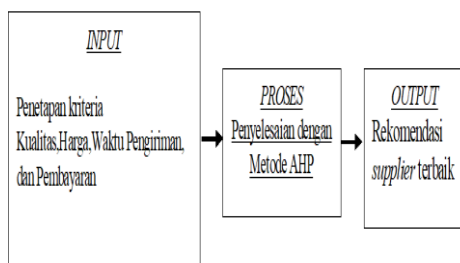 INPUT
Penetapan kriteria
Kualitas,Harga,Waktu Pengiriman,
dan Pembayaran
PROSES
Penyelesaian dengan
Metode AHP
OUTPUT
Rekomendasi
supplier terbaik